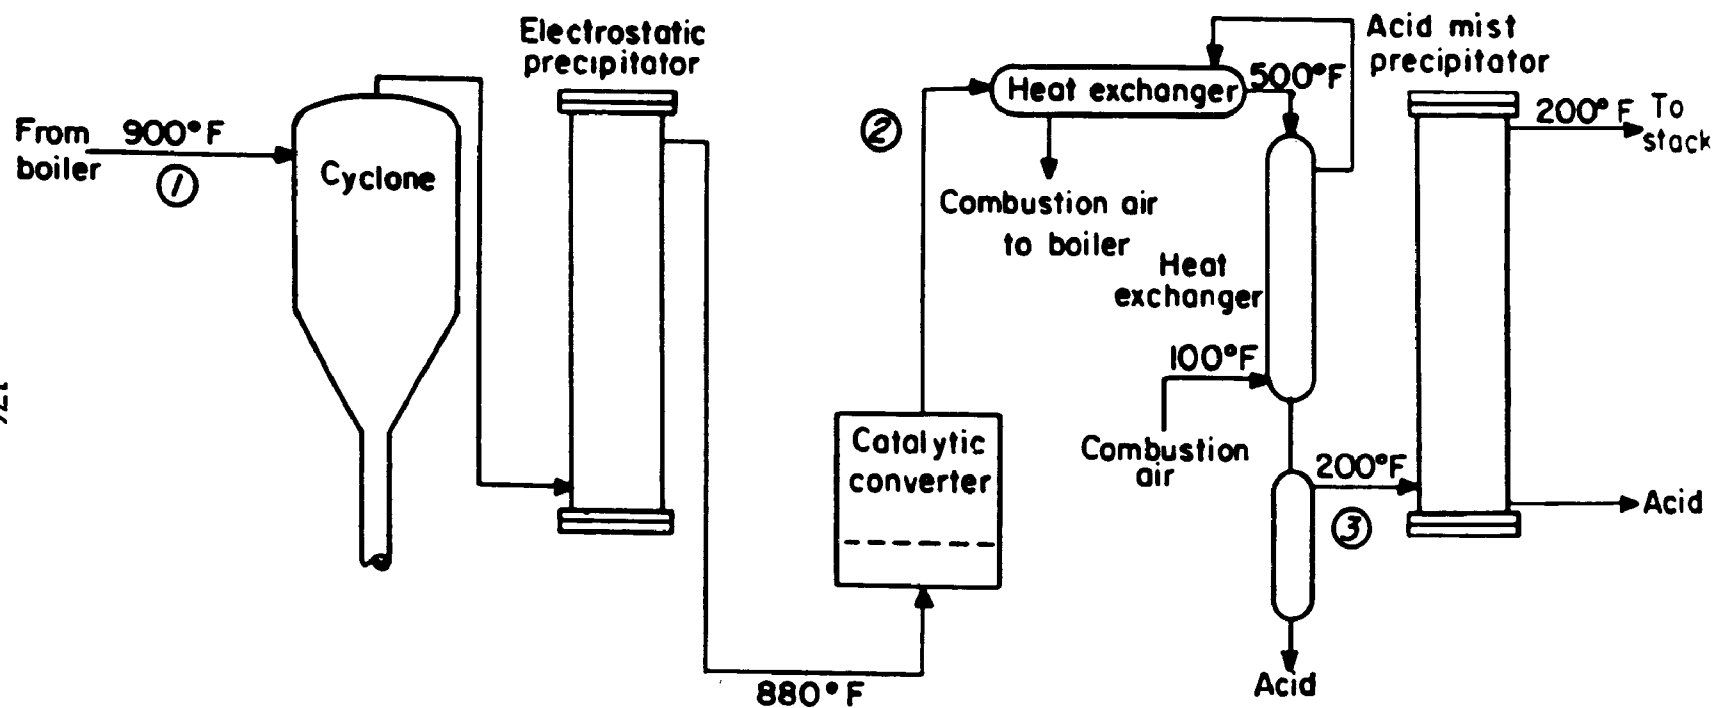 Electrostatic
precipitator
Acid mist
precipitator
From
boiler
900°F
①
Cyclone
②
Heat exchanger
500°F
200°F
To
stack
Combustion air
to boiler
Heat
exchanger
100°F
Combustion
air
Catalytic
converter
200°F
③
Acid
880°F
Acid